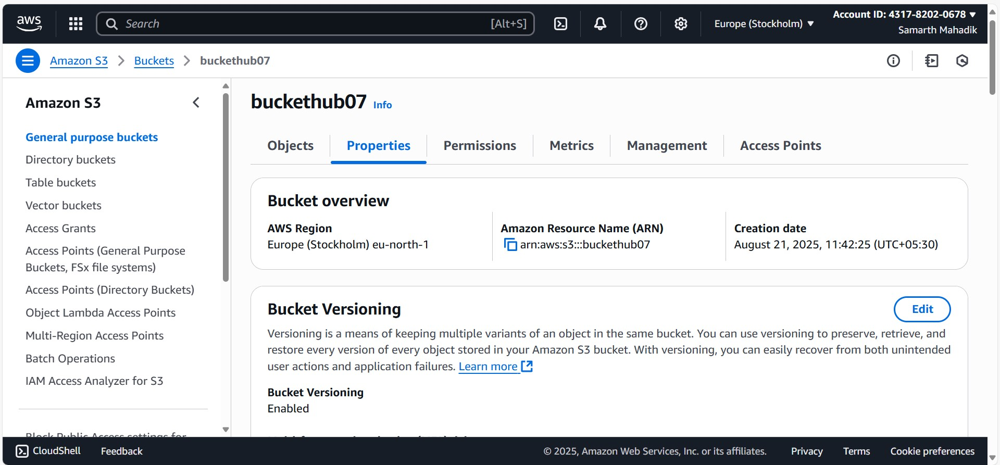 aws
Search
[Alt+S]
Europe (Stockholm)
Account ID: 4317-8202-0678
Samarth Mahadik
Amazon S3
Buckets
buckethub07
Amazon S3
General purpose buckets
Directory buckets
Table buckets
Vector buckets
Access Grants
Access Points (General Purpose
Buckets, FSx file systems)
Access Points (Directory Buckets)
Object Lambda Access Points
Multi-Region Access Points
Batch Operations
IAM Access Analyzer for S3
Block Public Access settings for
buckethub07 Info
Objects
Properties
Permissions
Metrics
Management
Access Points
Bucket overview
AWS Region
Europe (Stockholm) eu-north-1
Amazon Resource Name (ARN)
arn:aws:s3:::buckethub07
Creation date
August 21, 2025, 11:42:25 (UTC+05:30)
Bucket Versioning
Edit
Versioning is a means of keeping multiple variants of an object in the same bucket. You can use versioning to preserve, retrieve, and
restore every version of every object stored in your Amazon S3 bucket. With versioning, you can easily recover from both unintended
user actions and application failures. Learn more
Bucket Versioning
Enabled
CloudShell
Feedback
© 2025, Amazon Web Services, Inc. or its affiliates.
Privacy
Terms
Cookie preferences